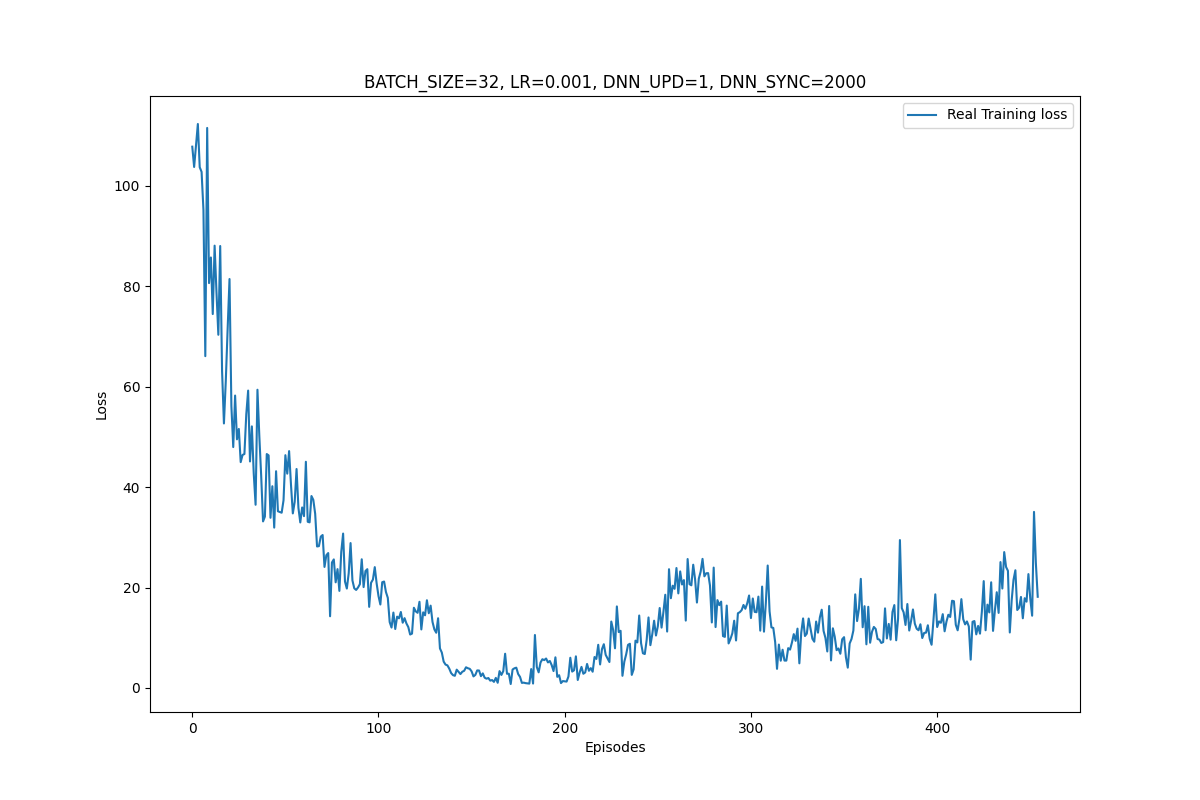 BATCH_SIZE=32, LR=0.001, DNN_UPD=1, DNN_SYNC=2000
Real Training loss
100
80
60
40
20
0
Loss
0 100 200 300 400
Episodes